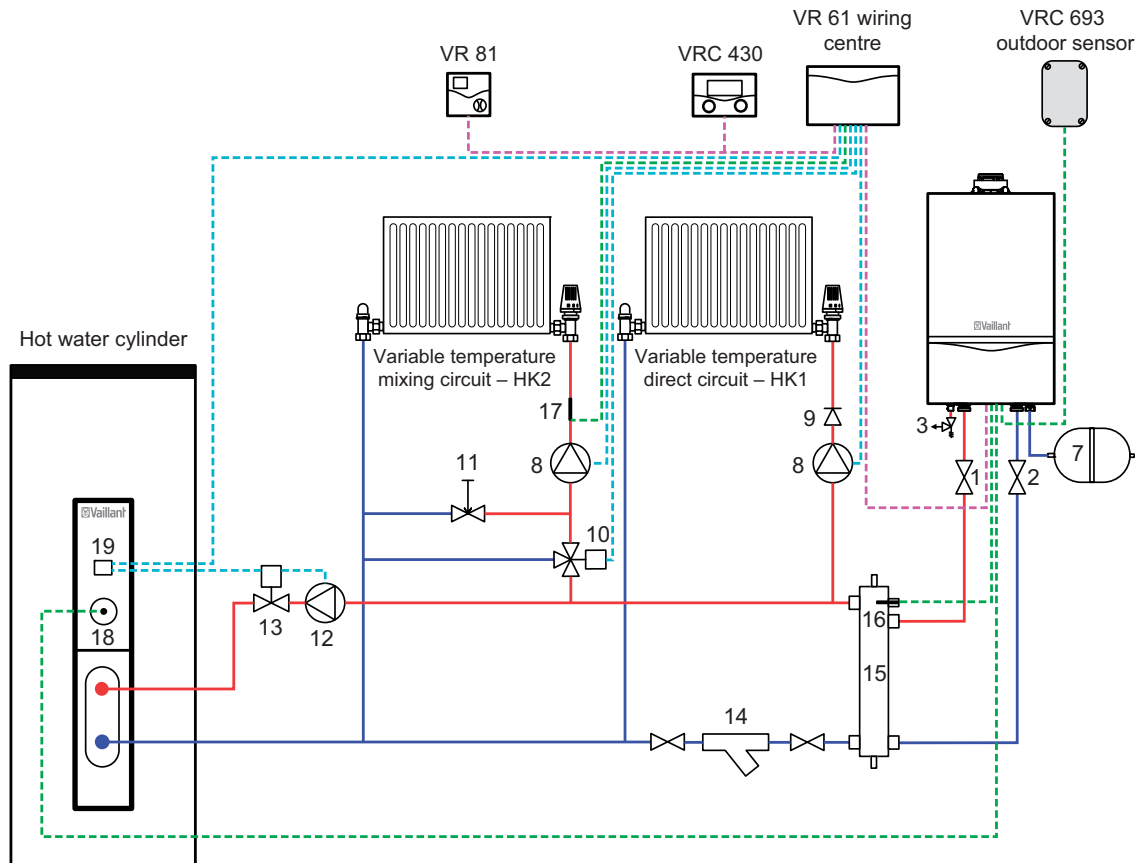 VR 61 wiring
centre
VRC 693
outdoor sensor
VR 81
VRC 430
Vaillant
Hot water cylinder
Variable temperature
mixing circuit – HK2
Variable temperature
direct circuit – HK1
17
9
3
8
8
11
1
2
7
10
Vaillant
19
13
12
18
16
15
14